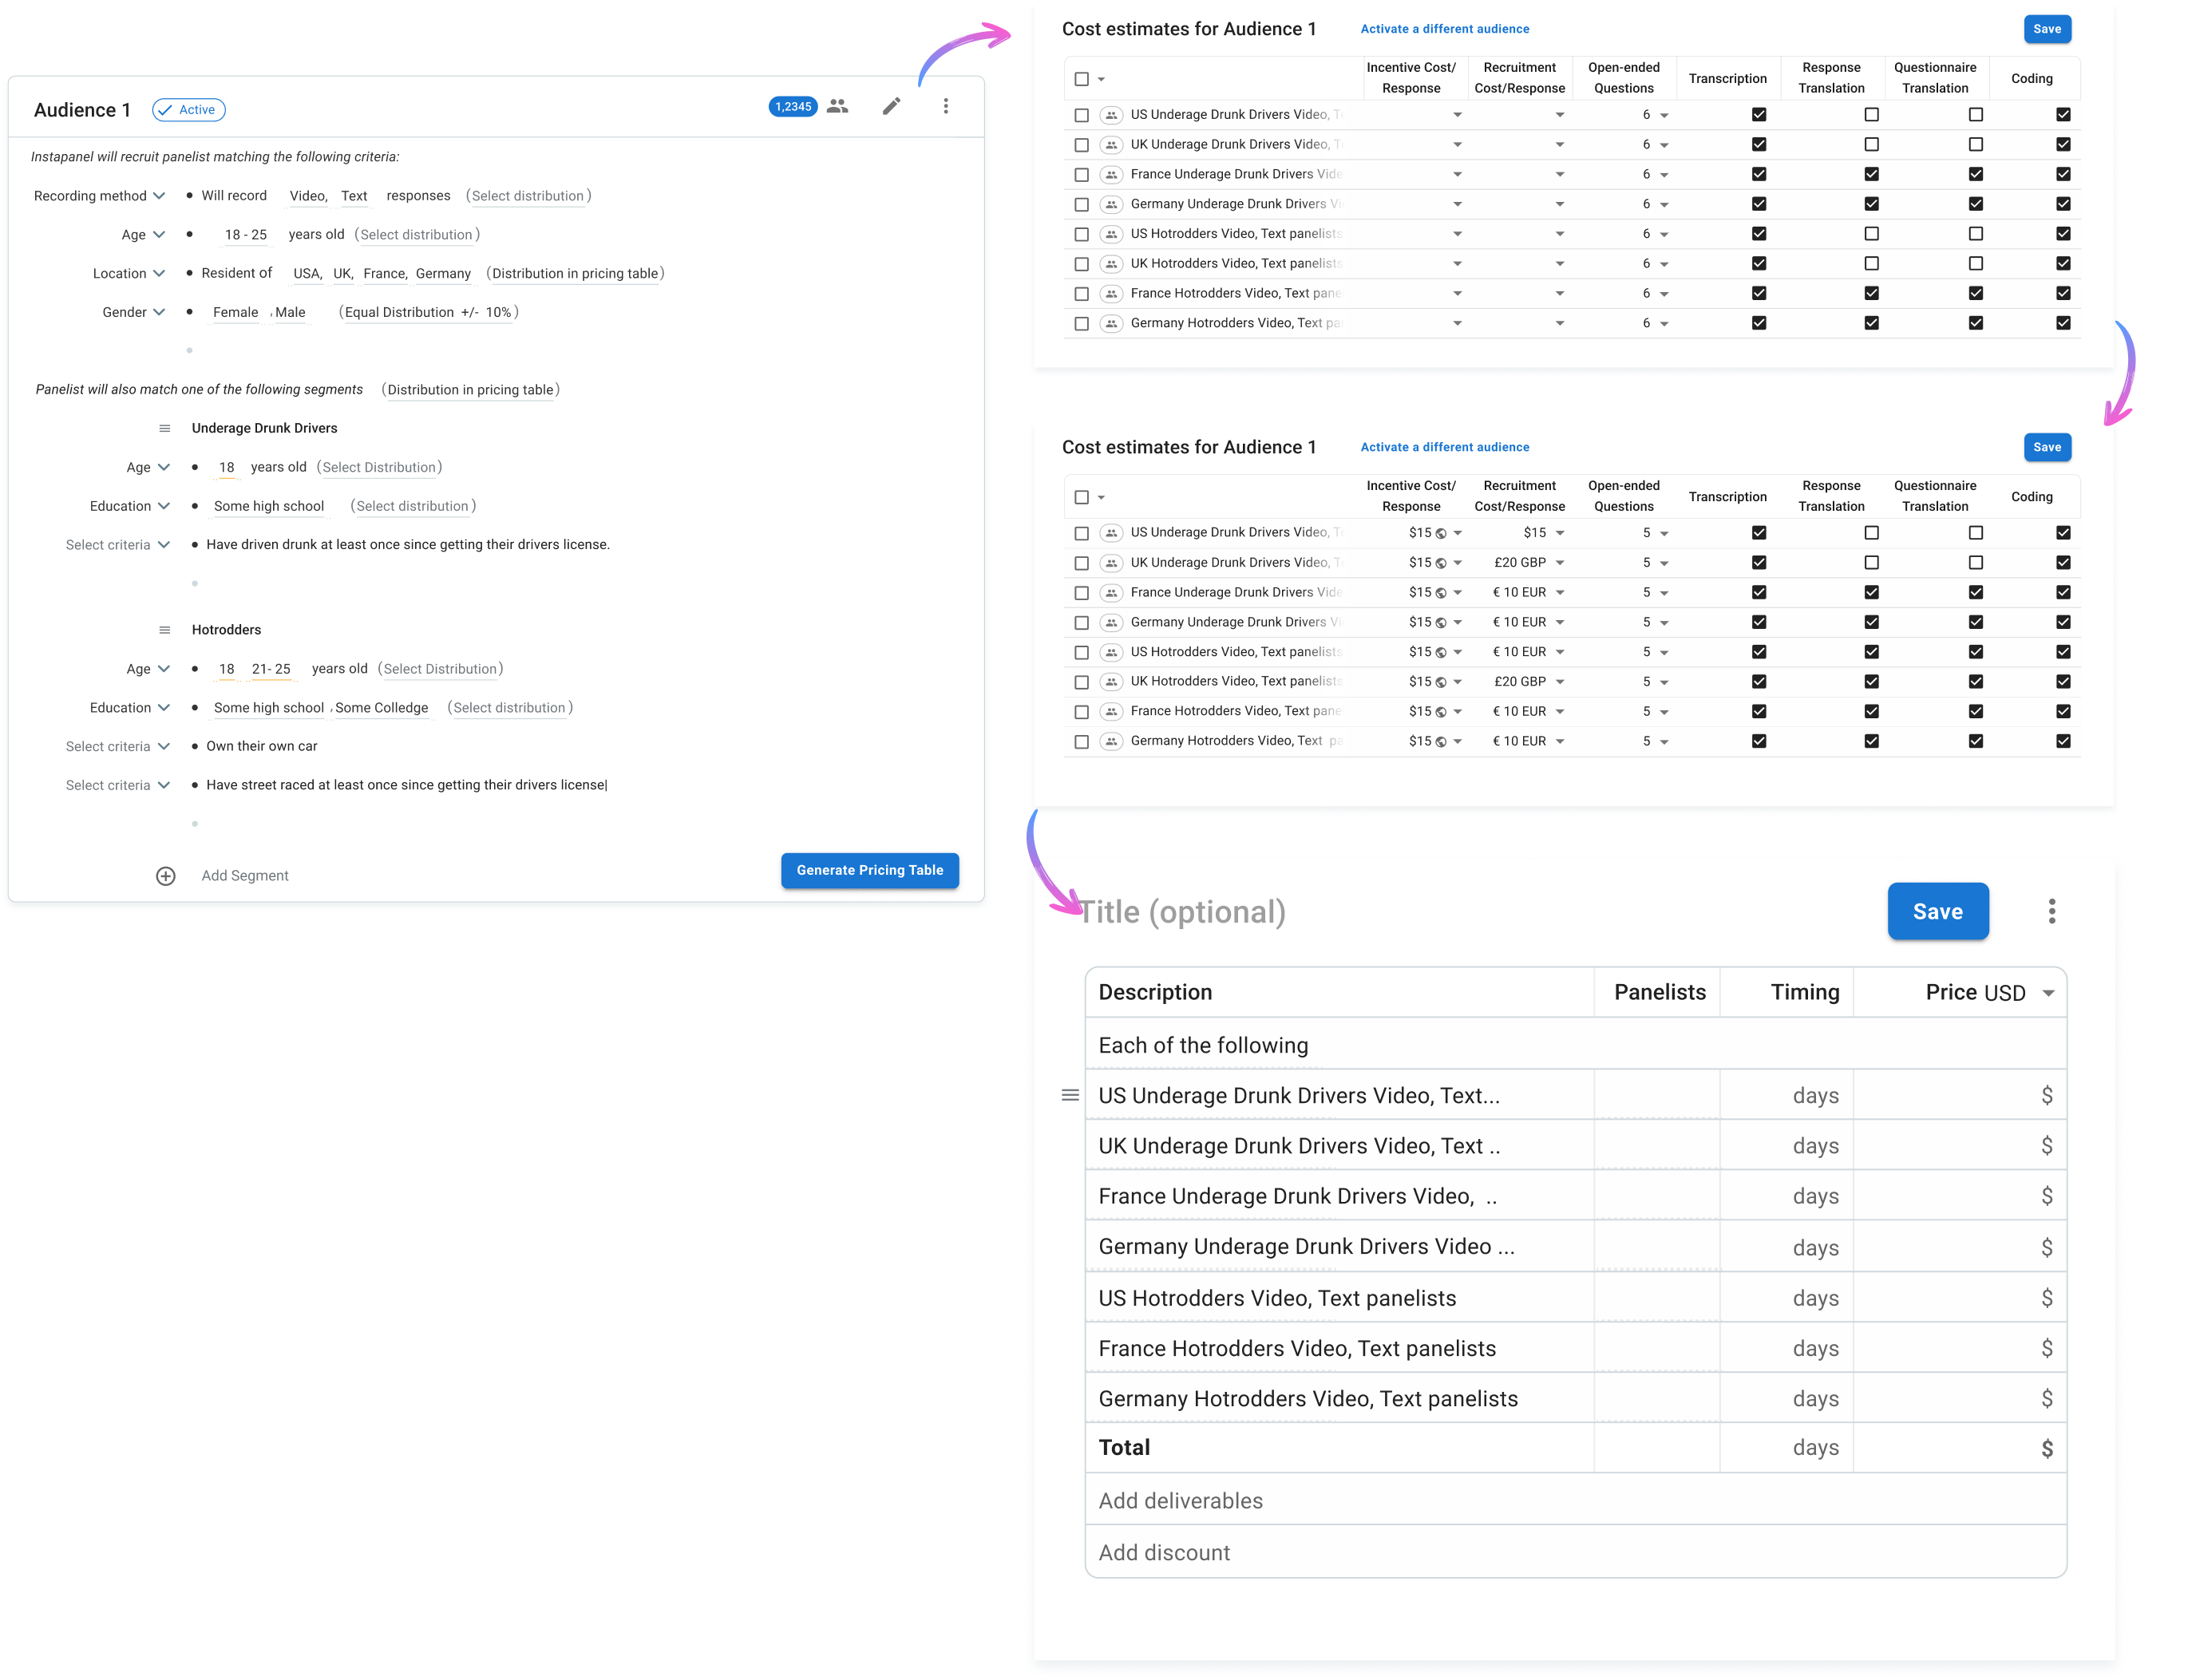 Audience 1 Active 1,2345
Instapanel will recruit panelist matching the following criteria:
Recording method • Will record Video, Text responses (Select distribution)
Age • 18 - 25 years old (Select distribution)
Location • Resident of USA, UK, France, Germany (Distribution in pricing table)
Gender • Female , Male (Equal Distribution +/- 10%)
Panelist will also match one of the following segments (Distribution in pricing table)
Underage Drunk Drivers
Age • 18 years old (Select Distribution)
Education • Some high school (Select distribution)
Select criteria • Have driven drunk at least once since getting their drivers license.
Hotrodders
Age • 18 21- 25 years old (Select Distribution)
Education • Some high school , Some Colledge (Select distribution)
Select criteria • Own their own car
Select criteria • Have street raced at least once since getting their drivers license
Add Segment Generate Pricing Table
Cost estimates for Audience 1 Activate a different audience Save
Incentive Cost/ Recruitment Open-ended Transcription Response Questionnaire Coding
Response Cost/Response Questions Translation Translation
US Underage Drunk Drivers Video, 6
UK Underage Drunk Drivers Video, 6
France Underage Drunk Drivers Vide 6
Germany Underage Drunk Drivers Vi 6
US Hotrodders Video, Text panelists 6
UK Hotrodders Video, Text panelists 6
France Hotrodders Video, Text pane 6
Germany Hotrodders Video, Text pa 6
Cost estimates for Audience 1 Activate a different audience Save
Incentive Cost/ Recruitment Open-ended Transcription Response Questionnaire Coding
Response Cost/Response Questions Translation Translation
US Underage Drunk Drivers Video, $15 $15 5
UK Underage Drunk Drivers Video, $15 £20 GBP 5
France Underage Drunk Drivers Vide $15 € 10 EUR 5
Germany Underage Drunk Drivers Vi $15 € 10 EUR 5
US Hotrodders Video, Text panelists $15 € 10 EUR 5
UK Hotrodders Video, Text panelists $15 £20 GBP 5
France Hotrodders Video, Text pane $15 € 10 EUR 5
Germany Hotrodders Video, Text pa $15 € 10 EUR 5
Title (optional) Save
Description Panelists Timing Price USD
Each of the following
US Underage Drunk Drivers Video, Text... days $
UK Underage Drunk Drivers Video, Text .. days $
France Underage Drunk Drivers Video, .. days $
Germany Underage Drunk Drivers Video ... days $
US Hotrodders Video, Text panelists days $
France Hotrodders Video, Text panelists days $
Germany Hotrodders Video, Text panelists days $
Total days $
Add deliverables
Add discount